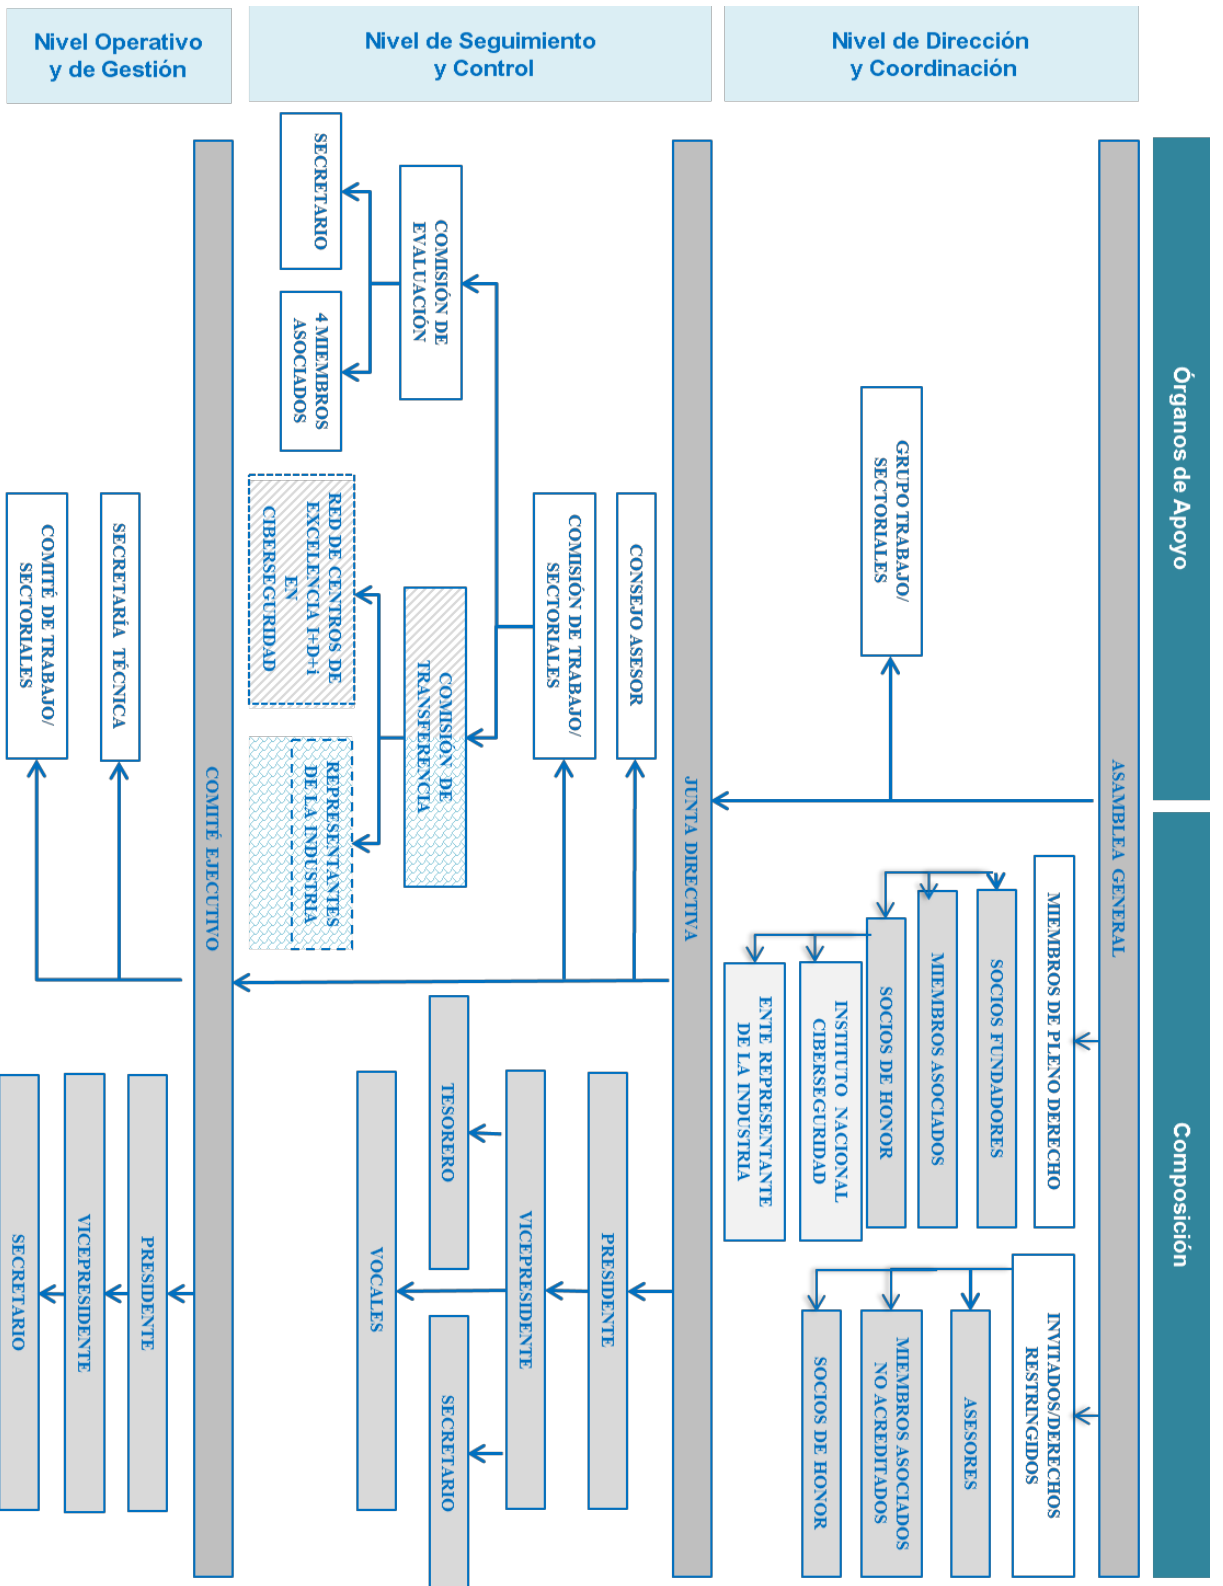 Órganos de Apoyo
Composición
Nivel de Dirección
y Coordinación
ASAMBLEA GENERAL
GRUPO TRABAJO/
SECTORIALES
MIEMBROS DE PLENO DERECHO
SOCIOS FUNDADORES
MIEMBROS ASOCIADOS
SOCIOS DE HONOR
INSTITUTO NACIONAL
CIBERSEGURIDAD
ENTE REPRESENTANTE
DE LA INDUSTRIA
INVITADOS/DERECHOS
RESTRINGIDOS
ASESORES
MIEMBROS ASOCIADOS
NO ACREDITADOS
SOCIOS DE HONOR
Nivel de Seguimiento
y Control
JUNTA DIRECTIVA
CONSEJO ASESOR
COMISIÓN DE TRABAJO/
SECTORIALES
COMISIÓN DE
EVALUACIÓN
SECRETARIO
4 MIEMBROS
ASOCIADOS
COMISIÓN DE
TRANSFERENCIA
RED DE CENTROS DE
EXCELENCIA I+D+i
EN
CIBERSEGURIDAD
REPRESENTANTES
DE LA INDUSTRIA
PRESIDENTE
VICEPRESIDENTE
TESORERO
SECRETARIO
VOCALES
Nivel Operativo
y de Gestión
COMITÉ EJECUTIVO
SECRETARÍA TÉCNICA
COMITÉ DE TRABAJO/
SECTORIALES
PRESIDENTE
VICEPRESIDENTE
SECRETARIO